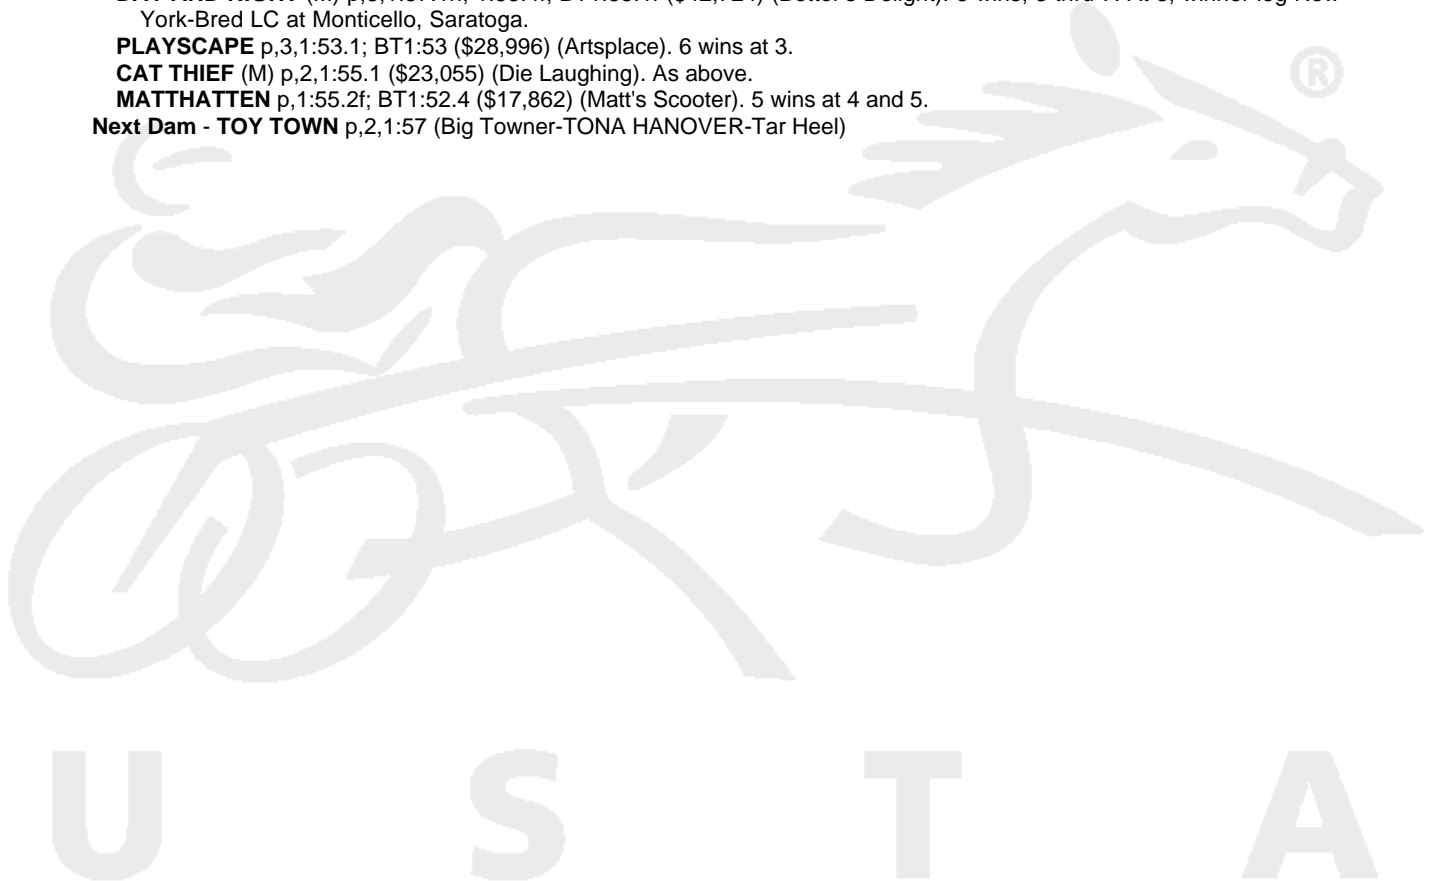 York-Bred LC at Monticello, Saratoga.
PLAYSCAPE p,3,1:53.1; BT1:53 ($28,996) (Artsplace). 6 wins at 3.
CAT THIEF (M) p,2,1:55.1 ($23,055) (Die Laughing). As above.
MATTHATTEN p,1:55.2f; BT1:52.4 ($17,862) (Matt's Scooter). 5 wins at 4 and 5.
Next Dam - TOY TOWN p,2,1:57 (Big Towner-TONA HANOVER-Tar Heel)
®
U S T A